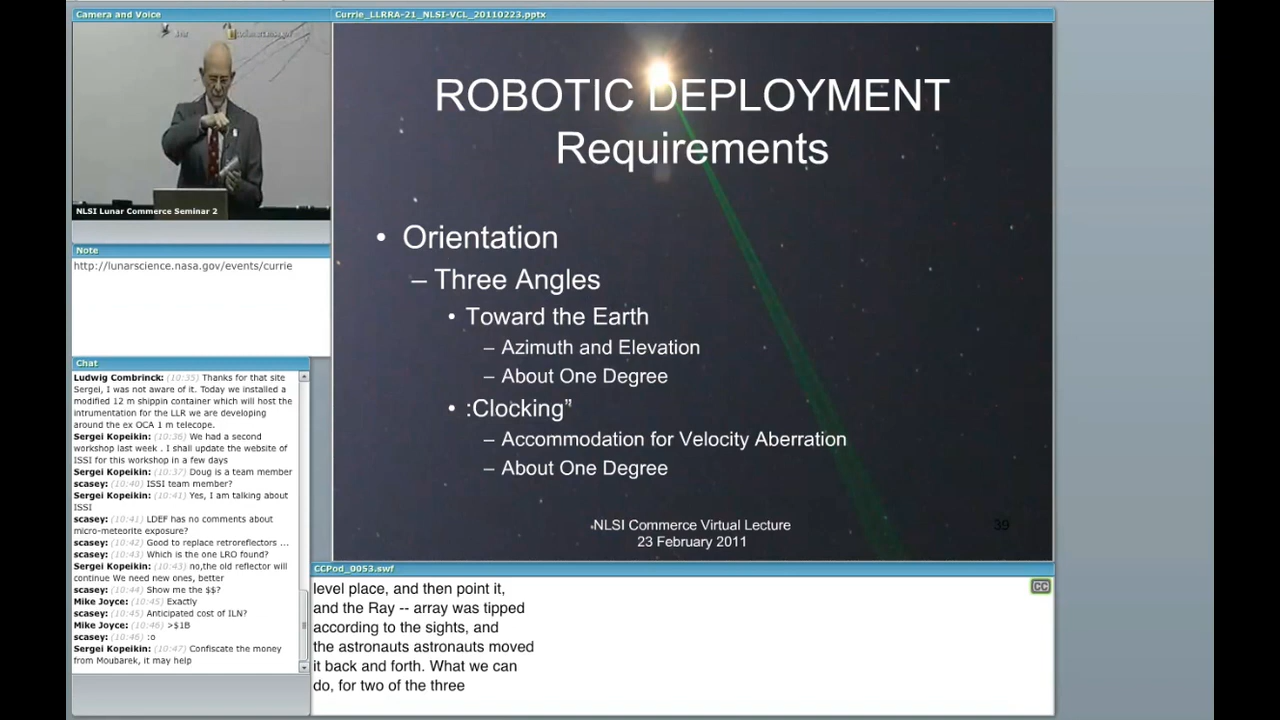 Camera and Voice
NLSI Lunar Commerce Seminar 2
Note
http://lunarscience.nasa.gov/events/currie
Chat
Ludwig Combrinck: (10:35) Thanks for that site
Sergei, I was not aware of it. Today we installed a
modified 12 m shippin container which will host the
intrumentation for the LLR we are developing
around the ex OCA 1 m telecope.
Sergei Kopeikin: (10:36) We had a second
workshop last week . I shall update the website of
ISSI for this workshop in a few days
Sergei Kopeikin: (10:37) Doug is a team member
scasey: (10:40) ISSI team member?
Sergei Kopeikin: (10:41) Yes, I am talking about
ISSI
scasey: (10:41) LDEF has no comments about
micro-meteorite exposure?
scasey: (10:42) Good to replace retroreflectors ...
scasey: (10:43) Which is the one LRO found?
Sergei Kopeikin: (10:43) no,the old reflector will
continue We need new ones, better
scasey: (10:44) Show me the $$?
Mike Joyce: (10:45) Exactly
scasey: (10:45) Anticipated cost of ILN?
Mike Joyce: (10:46) >$1B
scasey: (10:46) :o
Sergei Kopeikin: (10:47) Confiscate the money
from Moubarek, it may help
Currie_LLRRA-21_NLSI-VCL_20110223.pptx
ROBOTIC DEPLOYMENT
Requirements
• Orientation
– Three Angles
• Toward the Earth
– Azimuth and Elevation
– About One Degree
• :Clocking”
– Accommodation for Velocity Aberration
– About One Degree
NLSI Commerce Virtual Lecture
23 February 2011
39
CCPod_0053.swf
CC
level place, and then point it,
and the Ray -- array was tipped
according to the sights, and
the astronauts astronauts moved
it back and forth. What we can
do, for two of the three